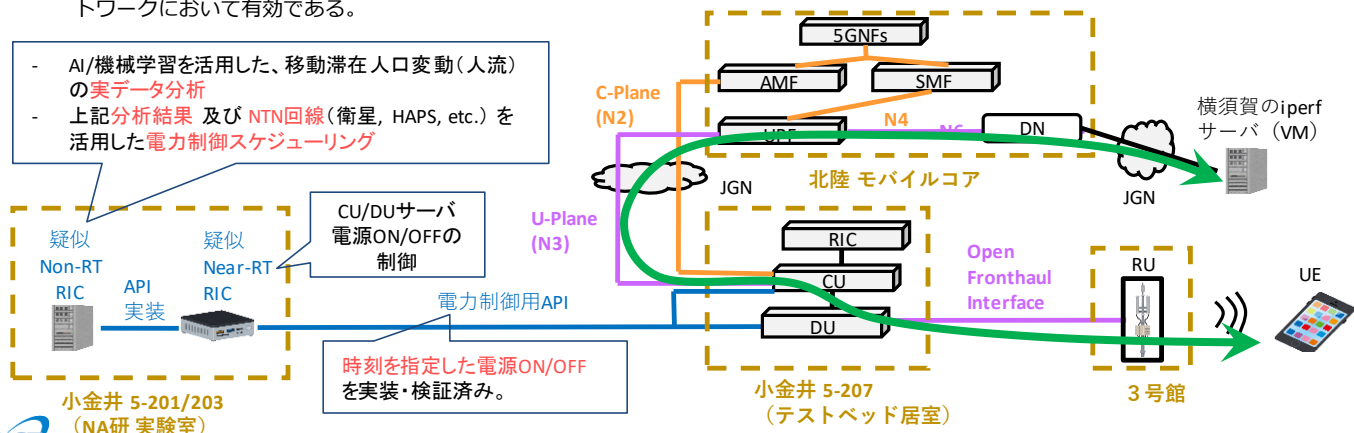 トワークにおいて有効である。
- AI/機械学習を活用した、移動滞在人口変動(人流)
の実データ分析
- 上記分析結果 及び NTN回線(衛星, HAPS, etc.) を
活用した電力制御スケジューリング
5GNFs
AMF
SMF
C-Plane
(N2)
N4
UPF
N6
DN
横須賀のiperf
サーバ（VM）
北陸 モバイルコア
JGN
JGN
CU/DUサーバ
電源ON/OFFの
制御
U-Plane
(N3)
疑似
Non-RT
RIC
API
実装
疑似
Near-RT
RIC
電力制御用API
RIC
CU
DU
Open
Fronthaul
Interface
RU
UE
時刻を指定した電源ON/OFF
を実装・検証済み。
小金井 5-201/203
（NA研 実験室）
小金井 5-207
（テストベッド居室）
３号館